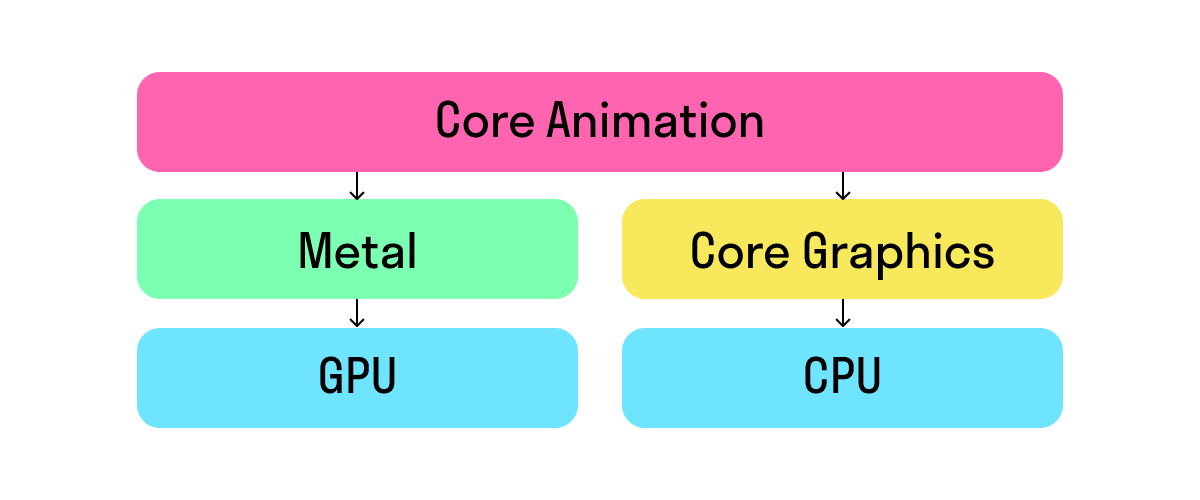 Core Animation
Metal
Core Graphics
GPU
CPU